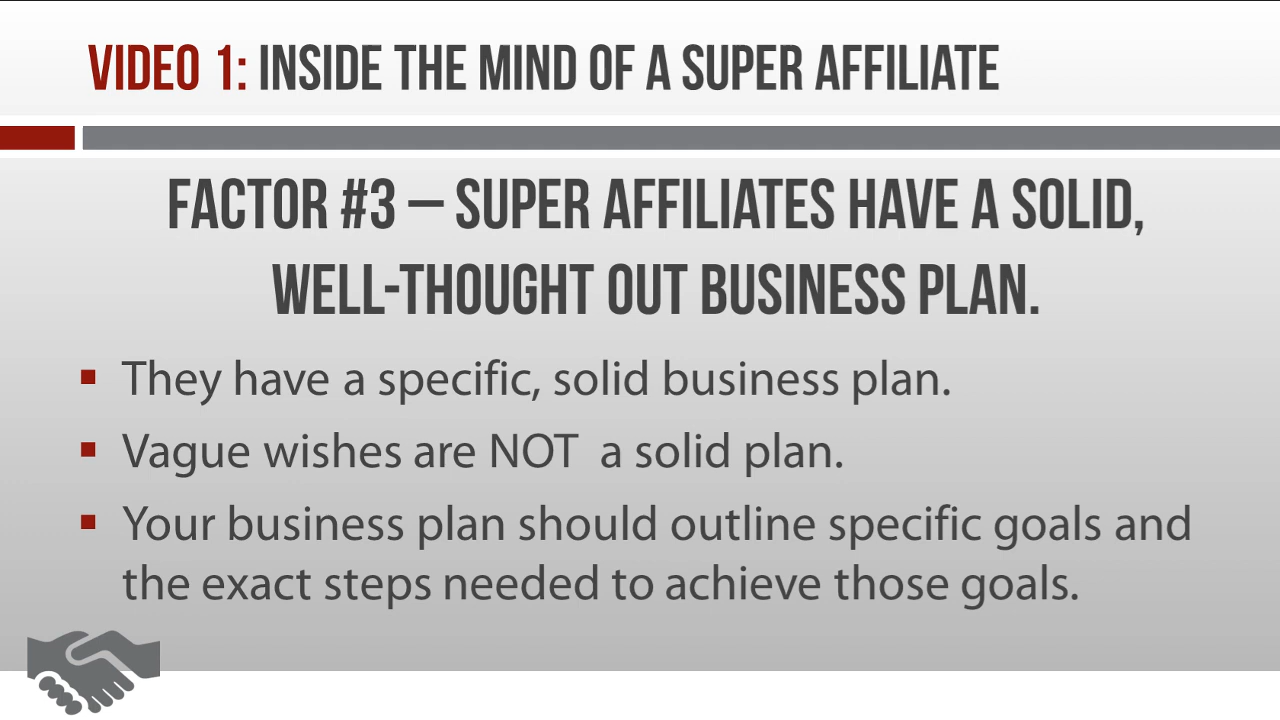 VIDEO 1: INSIDE THE MIND OF A SUPER AFFILIATE
FACTOR #3 – SUPER AFFILIATES HAVE A SOLID,
WELL-THOUGHT OUT BUSINESS PLAN.
They have a specific, solid business plan.
Vague wishes are NOT  a solid plan.
Your business plan should outline specific goals and
the exact steps needed to achieve those goals.